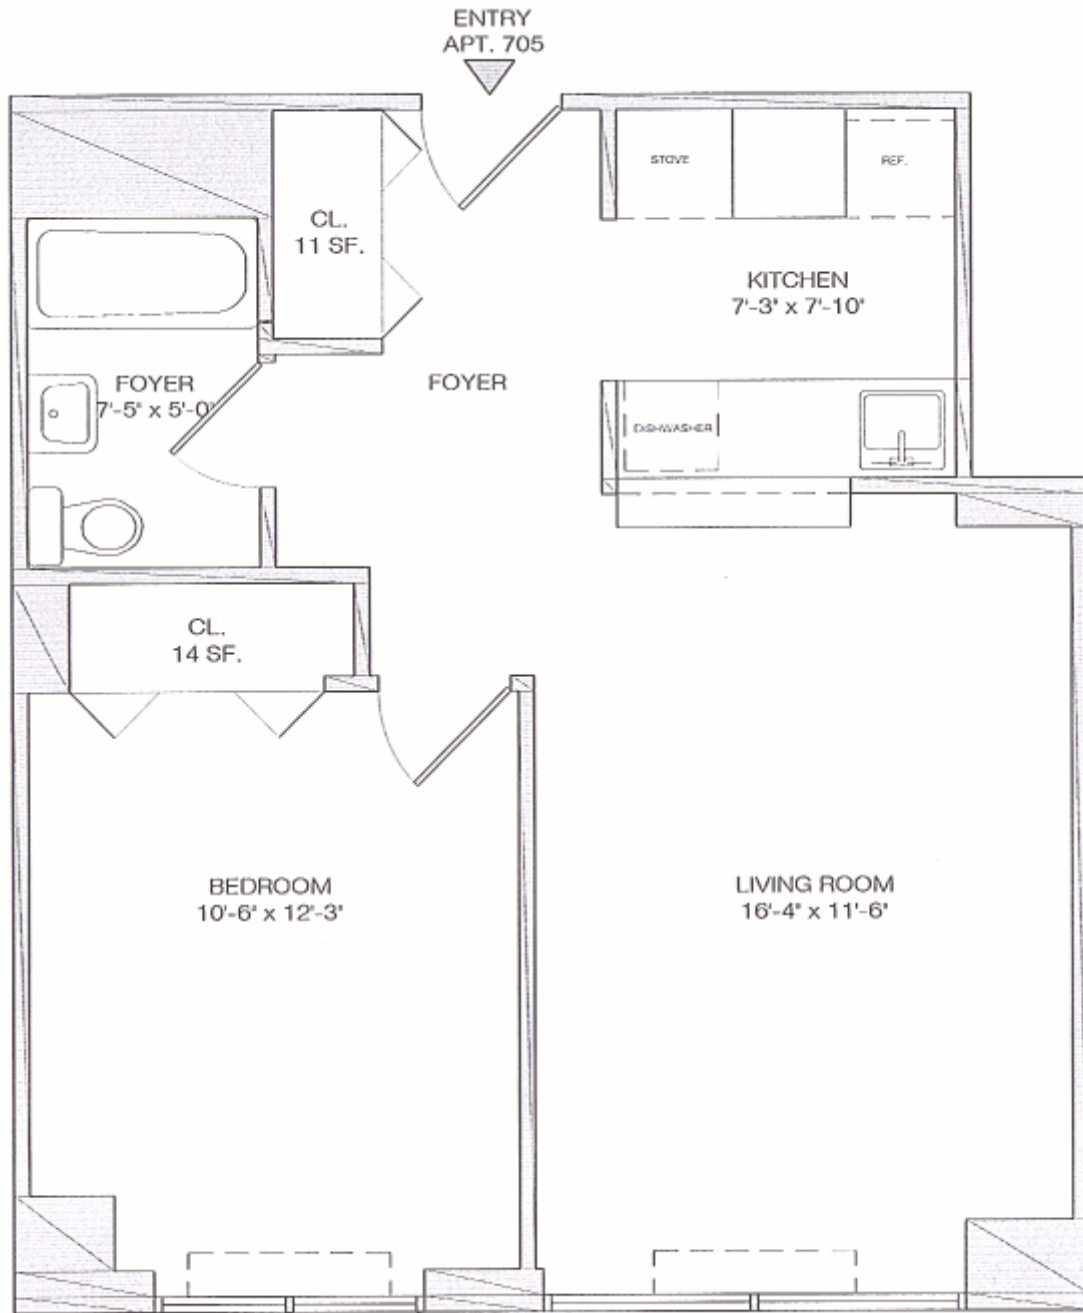 ENTRY
APT. 705
STOVE
REF.
CL.
11 SF.
KITCHEN
7'-3" x 7'-10"
FOYER
7'-5" x 5'-0"
FOYER
DISHWASHER
CL.
14 SF.
BEDROOM
10'-6" x 12'-3"
LIVING ROOM
16'-4" x 11'-6"